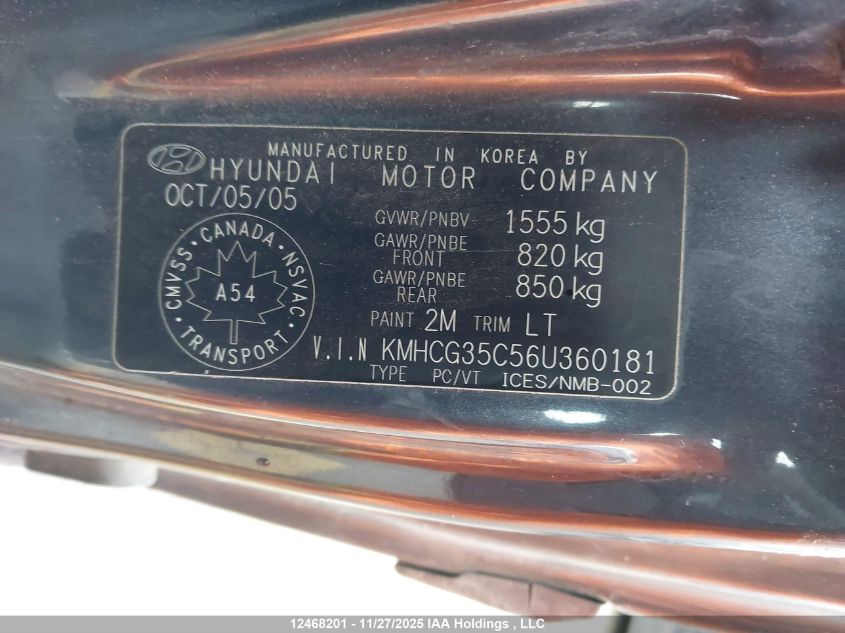 MANUFACTURED IN KOREA BY
HYUNDAI MOTOR COMPANY
OCT/05/05
GVWR/PNBV 1555 kg
GAWR/PNBE FRONT 820 kg
GAWR/PNBE REAR 850 kg
PAINT 2M TRIM LT
CMVSS · CANADA · NSVAC · TRANSPORT ·
A54
V.I.N KMHCG35C56U360181
TYPE PC/VT ICES/NMB-002
12468201 - 11/27/2025 IAA Holdings , LLC